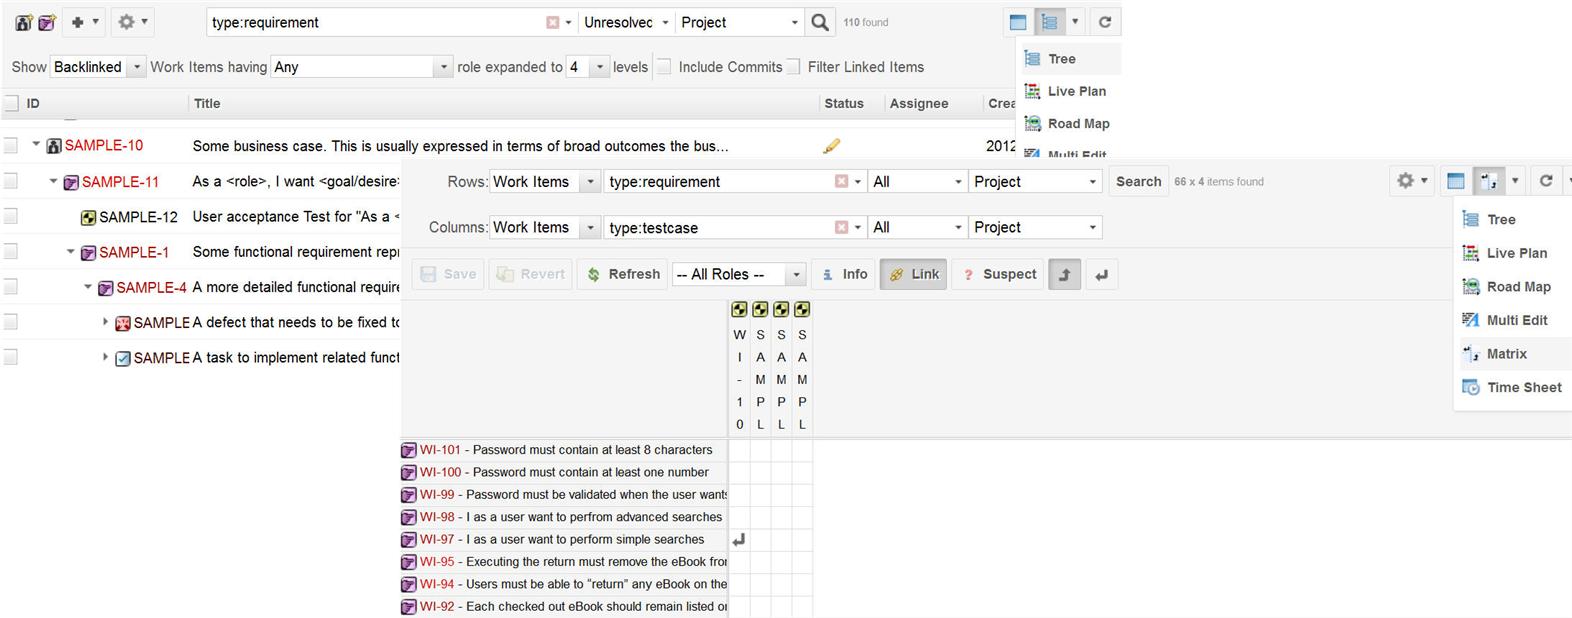 type:requirement Unresolvec Project 110 found
Show Backlinked Work Items having Any role expanded to 4 levels Include Commits Filter Linked Items
Tree
Live Plan
Road Map
Multi Edit
ID Title Status Assignee Crea
SAMPLE-10 Some business case. This is usually expressed in terms of broad outcomes the bus... 2012
SAMPLE-11 As a <role>, I want <goal/desire>
SAMPLE-12 User acceptance Test for "As a <
SAMPLE-1 Some functional requirement repr
SAMPLE-4 A more detailed functional require
SAMPLE A defect that needs to be fixed to
SAMPLE A task to implement related funct
Rows: Work Items type:requirement All Project Search 66 x 4 items found
Columns: Work Items type:testcase All Project
Save Revert Refresh -- All Roles -- Info Link ? Suspect
Tree
Live Plan
Road Map
Multi Edit
Matrix
Time Sheet
W S S S
I A A A
- M M M
1 P P P
0 L L L
WI-101 - Password must contain at least 8 characters
WI-100 - Password must contain at least one number
WI-99 - Password must be validated when the user wants
WI-98 - I as a user want to perfrom advanced searches
WI-97 - I as a user want to perform simple searches
WI-95 - Executing the return must remove the eBook fror
WI-94 - Users must be able to “return” any eBook on the
WI-92 - Each checked out eBook should remain listed or